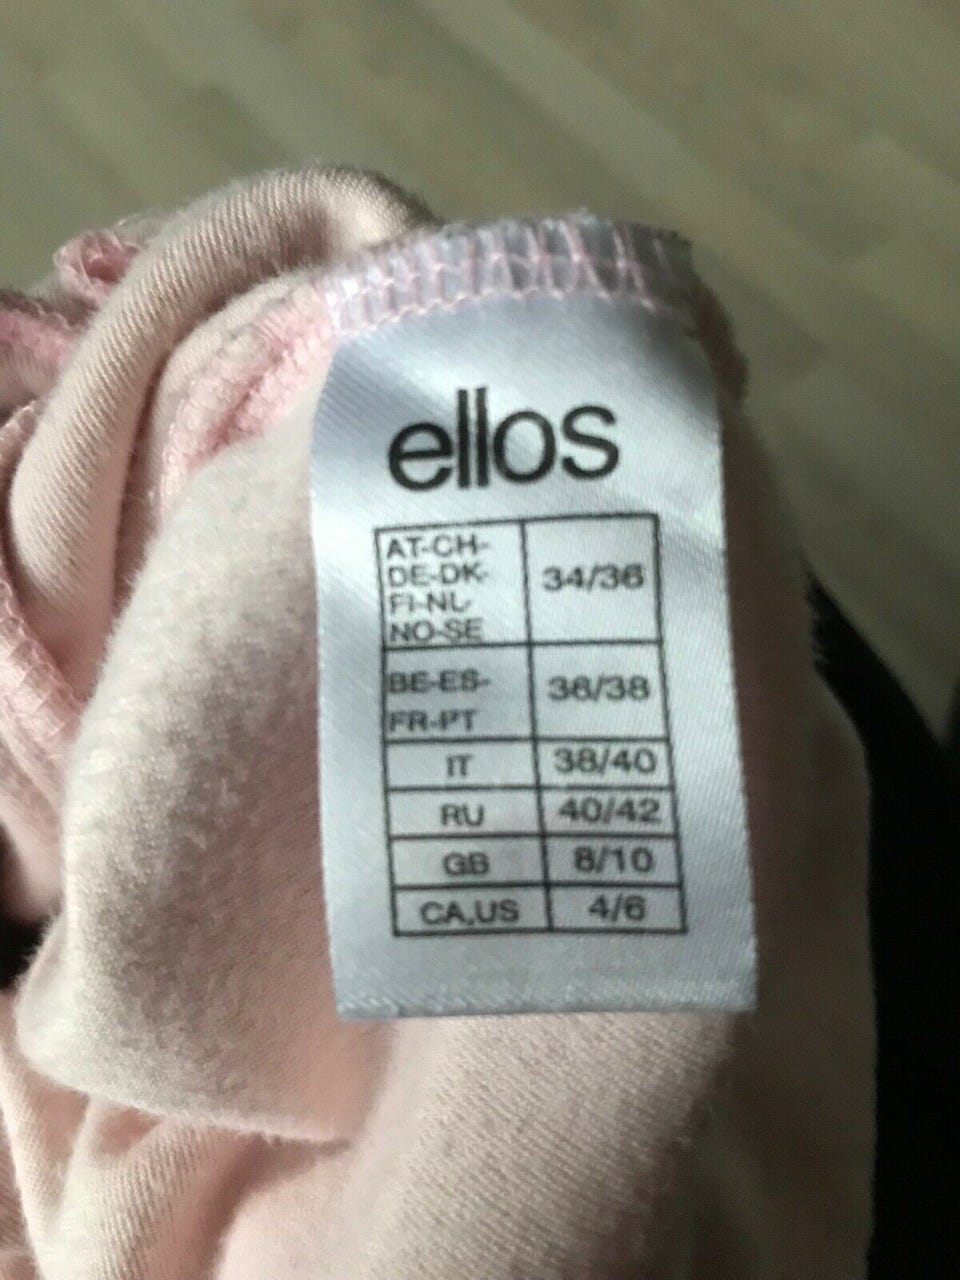 ellos
AT-CH-
DE-DK-
FI-NL-
NO-SE
34/36
BE-ES-
FR-PT
36/38
IT 38/40
RU 40/42
GB 8/10
CA,US 4/6